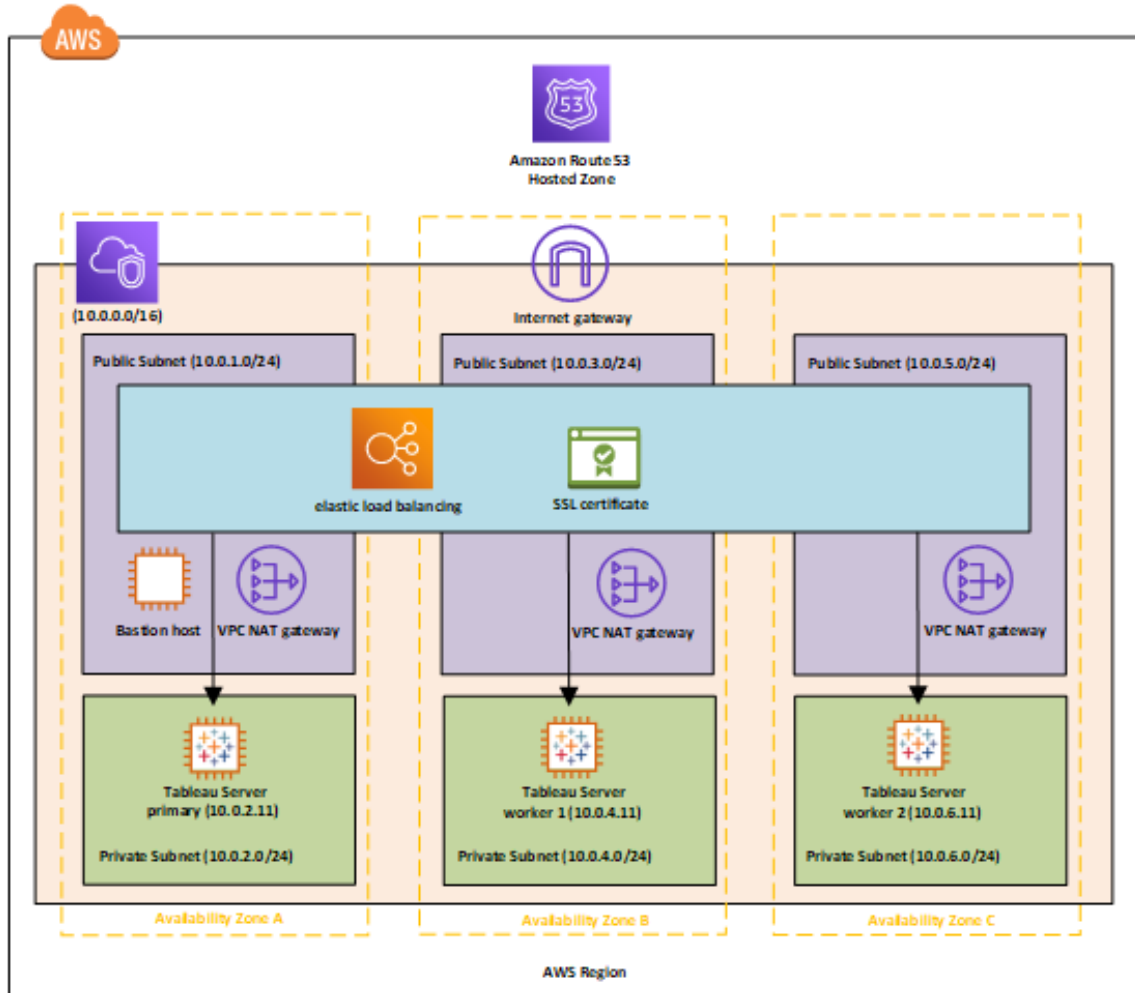 AWS
53
Amazon Route 53
Hosted Zone
(10.0.0.0/16)
Internet gateway
Public Subnet (10.0.1.0/24)
Public Subnet (10.0.3.0/24)
Public Subnet (10.0.5.0/24)
elastic load balancing
SSL certificate
Bastion host
VPC NAT gateway
VPC NAT gateway
VPC NAT gateway
Tableau Server
primary (10.0.2.11)
Private Subnet (10.0.2.0/24)
Tableau Server
worker 1 (10.0.4.11)
Private Subnet (10.0.4.0/24)
Tableau Server
worker 2 (10.0.6.11)
Private Subnet (10.0.6.0/24)
Availability Zone A
Availability Zone B
Availability Zone C
AWS Region